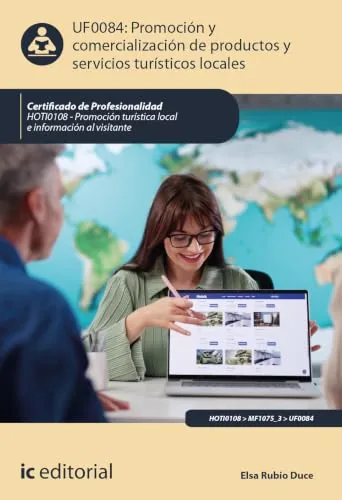 UF0084: Promoción y
comercialización de productos y
servicios turísticos locales
Certificado de Profesionalidad
HOTI0108 - Promoción turística local
e información al visitante
HOTI0108 > MF1075_3 > UF0084
ic editorial
Elsa Rubio Duce